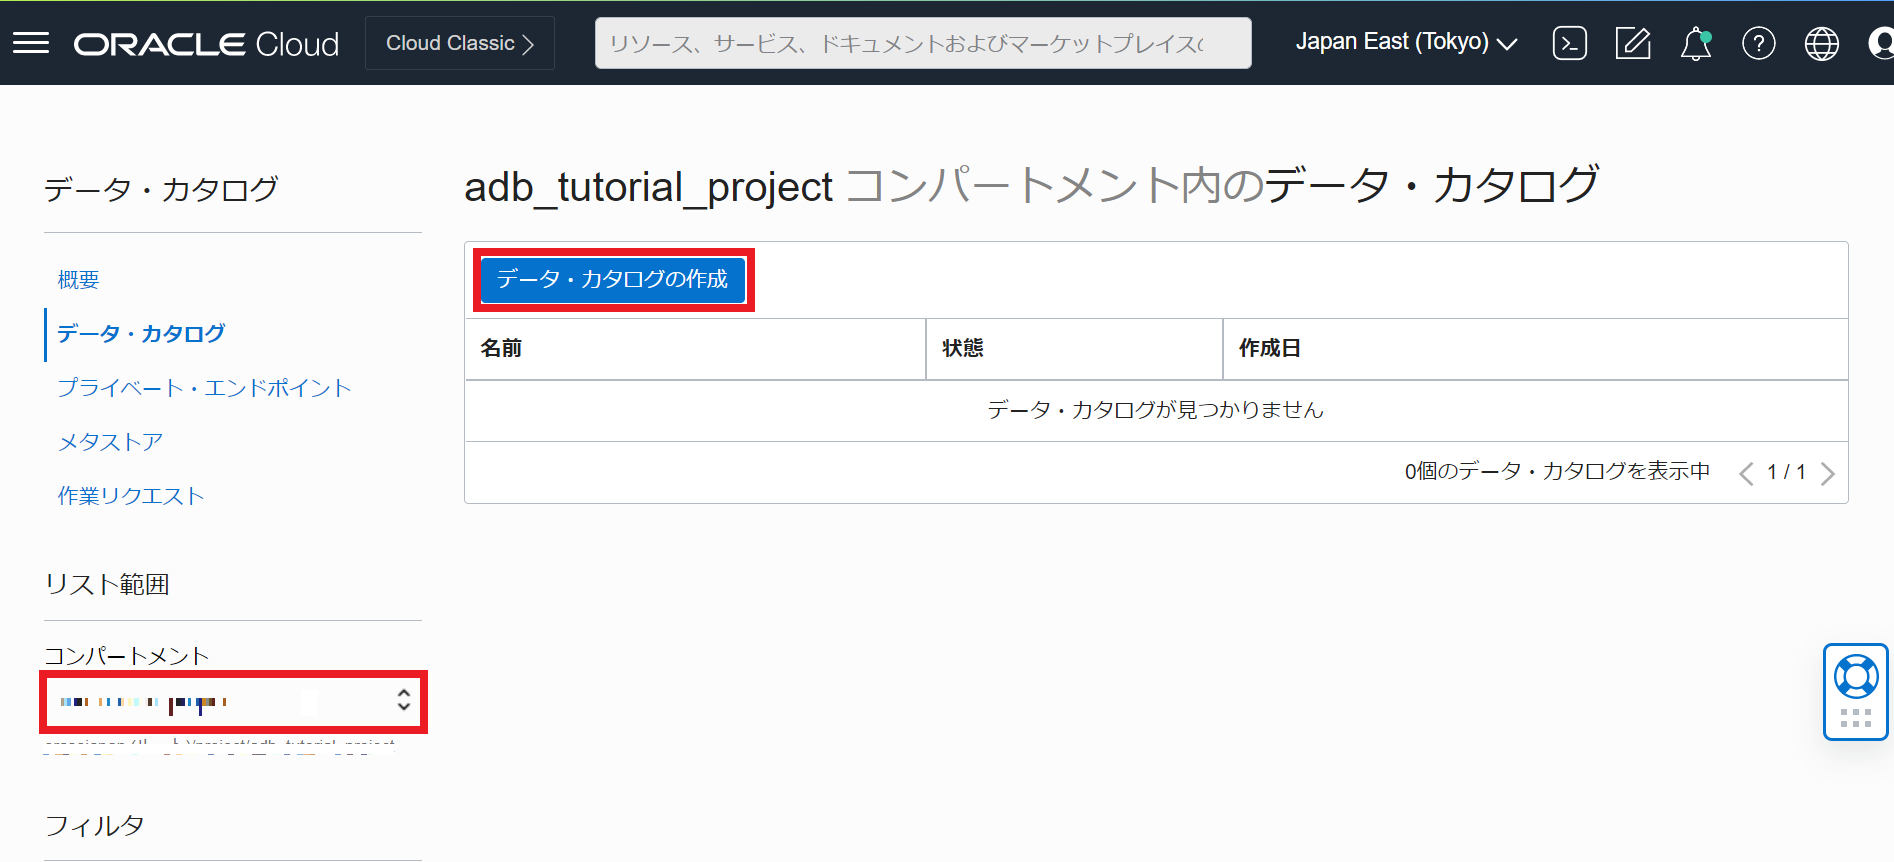 ORACLE Cloud
Cloud Classic
リソース、サービス、ドキュメントおよびマーケットプレイスの
Japan East (Tokyo)
データ・カタログ
概要
データ・カタログ
プライベート・エンドポイント
メタストア
作業リクエスト
リスト範囲
コンパートメント
フィルタ
adb_tutorial_project コンパートメント内のデータ・カタログ
データ・カタログの作成
名前 状態 作成日
データ・カタログが見つかりません
0個のデータ・カタログを表示中 1 / 1